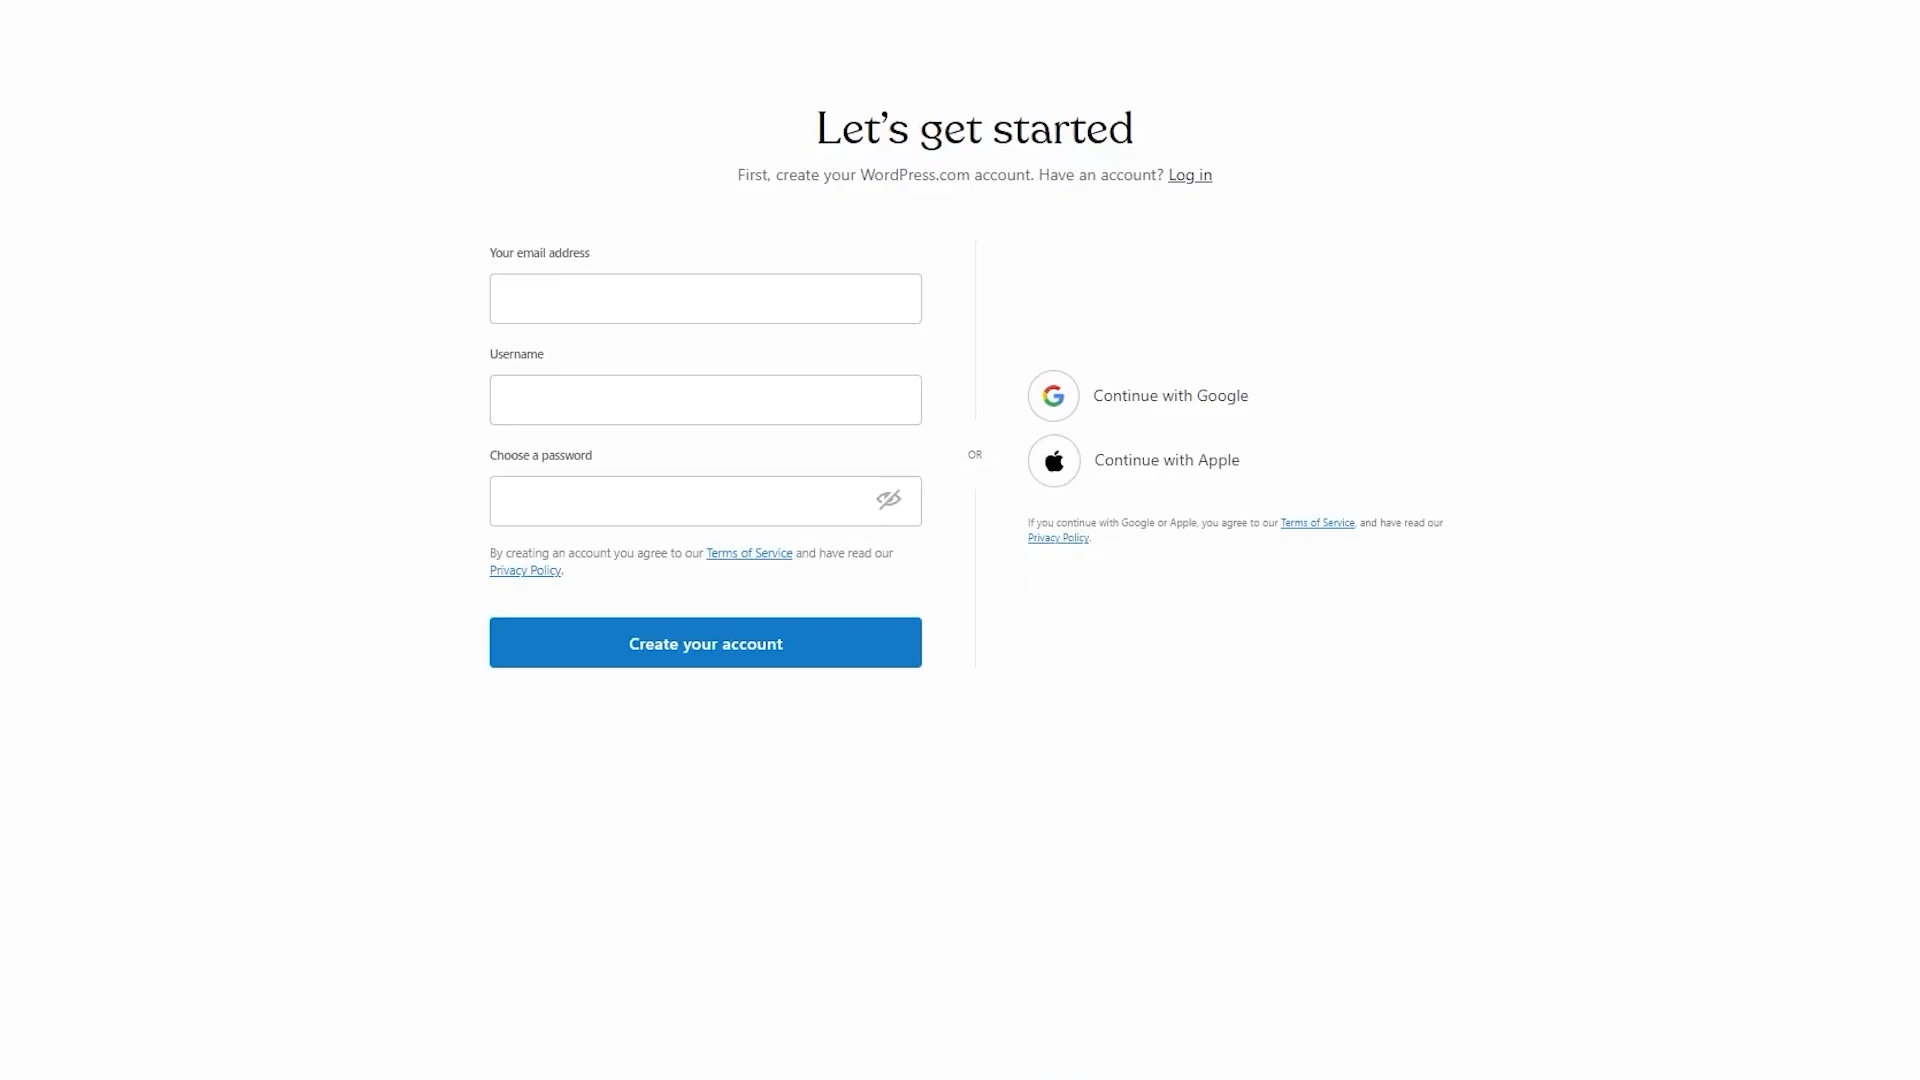 Let’s get started
First, create your WordPress.com account. Have an account? Log in
Your email address
Username
Choose a password
By creating an account you agree to our Terms of Service and have read our
Privacy Policy.
Create your account
OR
Continue with Google
Continue with Apple
If you continue with Google or Apple, you agree to our Terms of Service, and have read our
Privacy Policy.